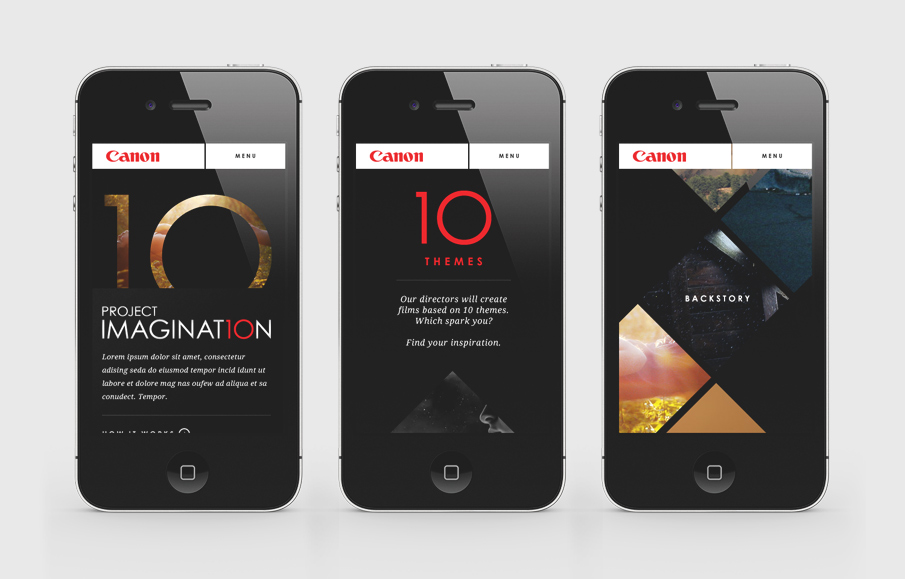 Canon
MENU
10
PROJECT
IMAGINAT10N
Lorem ipsum dolor sit amet, consectetur
adising seda do eiusmod tempor incid idunt ut
labore et dolore mag nas oufew ad aliqua et sa
conudect. Tempor.
HOW IT WORKS
Canon
MENU
10
THEMES
Our directors will create
films based on 10 themes.
Which spark you?
Find your inspiration.
Canon
MENU
BACKSTORY